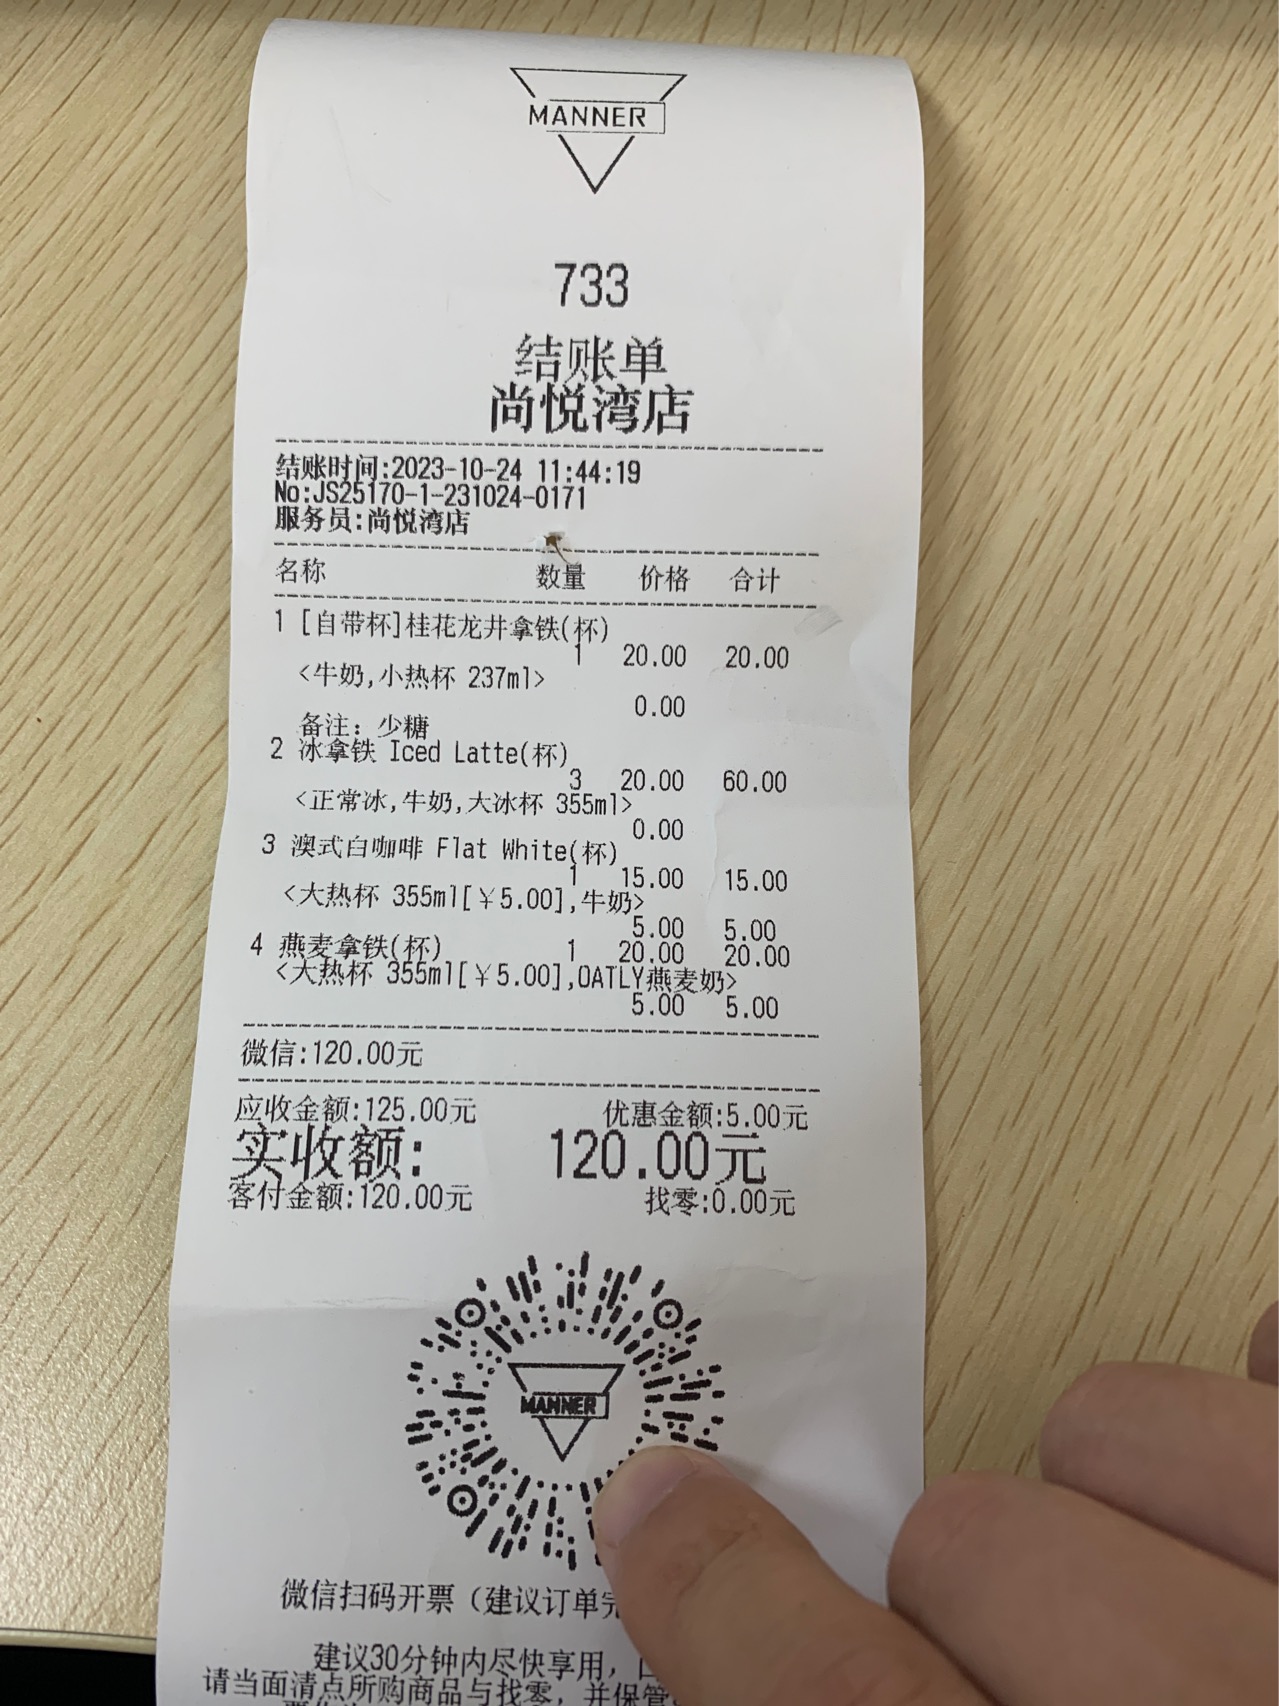 MANNER
733
结账单
尚悦湾店
结账时间:2023-10-24 11:44:19
No:JS25170-1-231024-0171
服务员:尚悦湾店
名称 数量 价格 合计
1 [自带杯]桂花龙井拿铁(杯)
1 20.00 20.00
<牛奶,小热杯 237ml>
0.00
备注：少糖
2 冰拿铁 Iced Latte(杯)
3 20.00 60.00
<正常冰,牛奶,大冰杯 355ml>
0.00
3 澳式白咖啡 Flat White(杯)
1 15.00 15.00
<大热杯 355ml[￥5.00],牛奶>
5.00 5.00
4 燕麦拿铁(杯) 1 20.00 20.00
<大热杯 355ml[￥5.00],OATLY燕麦奶>
5.00 5.00
微信:120.00元
应收金额:125.00元 优惠金额:5.00元
实收额: 120.00元
客付金额:120.00元 找零:0.00元
MANNER
微信扫码开票（建议订单
建议30分钟内尽快享用，
请当面清点所购商品与找零，并保管